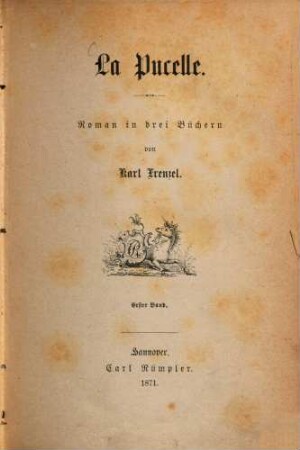 La Pucelle.
Roman in drei Büchern
von
Karl Frenzel.
Erster Band.
Hannover.
Carl Rümpler.
1871.